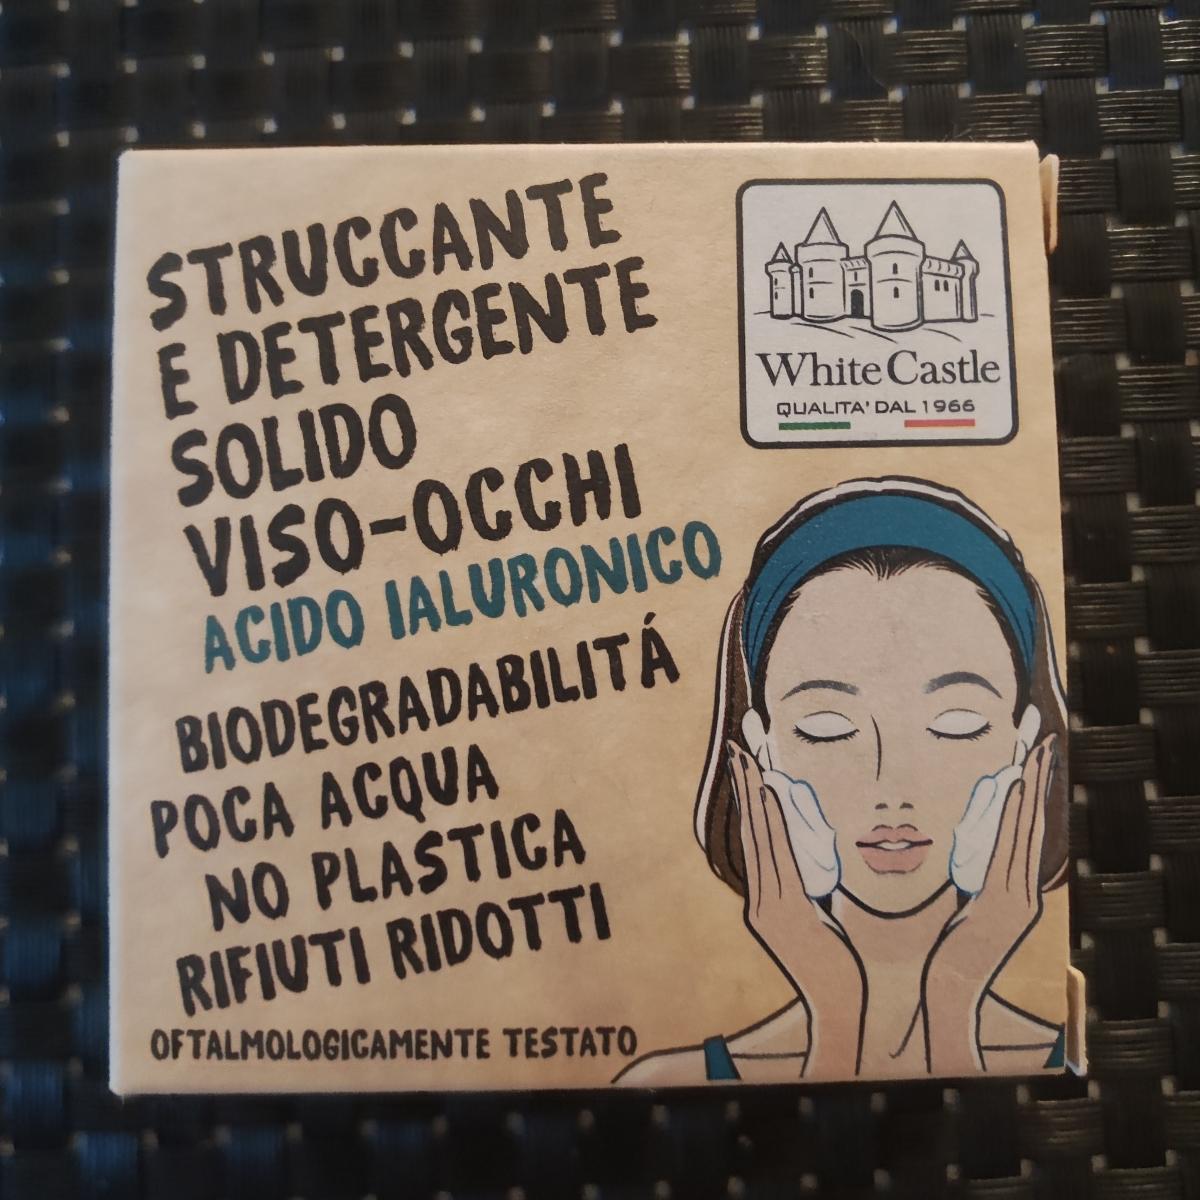 STRUCCANTE
E DETERGENTE
SOLIDO
VISO-OCCHI
ACIDO IALURONICO
BIODEGRADABILITÁ
POCA ACQUA
NO PLASTICA
RIFIUTI RIDOTTI
OFTALMOLOGICAMENTE TESTATO
White Castle
QUALITA' DAL 1966